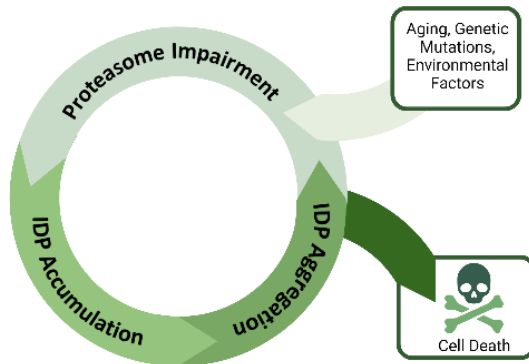 Aging, Genetic
Mutations,
Environmental
Factors
Proteasome Impairment
IDP Accumulation
IDP Aggregation
Cell Death